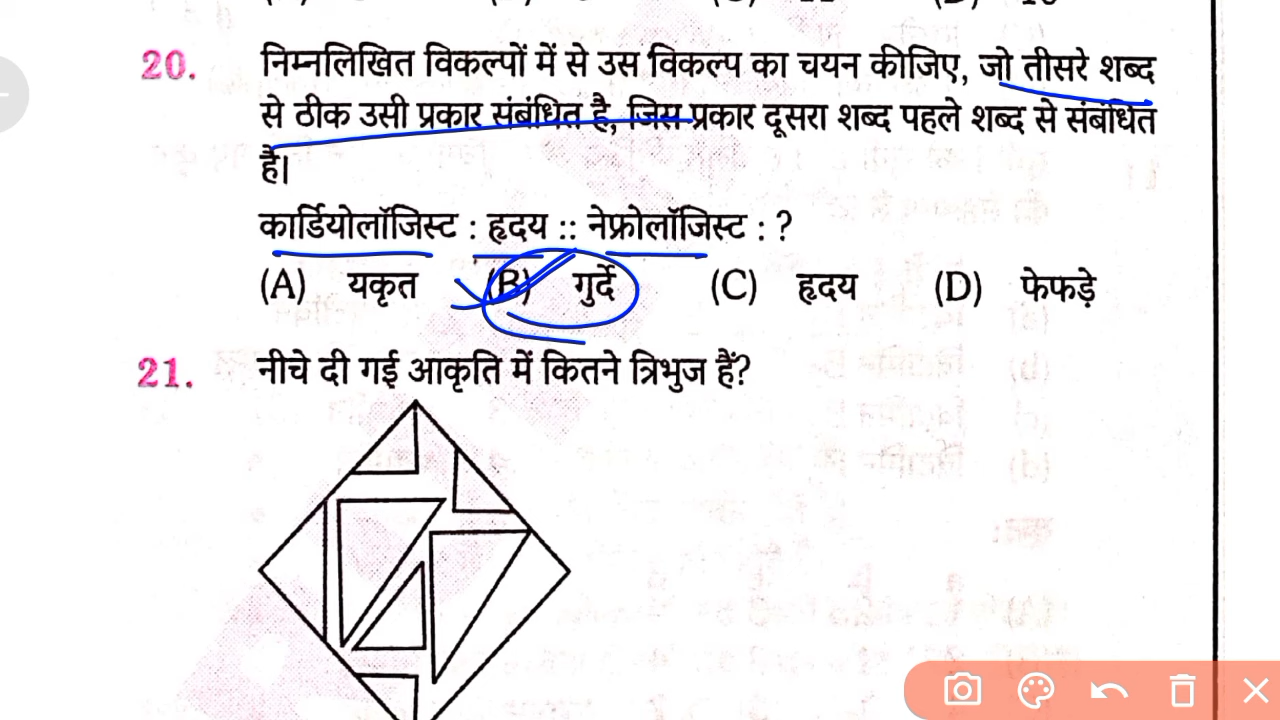 20. निम्नलिखित विकल्पों में से उस विकल्प का चयन कीजिए, जो तीसरे शब्द
से ठीक उसी प्रकार संबंधित है, जिस प्रकार दूसरा शब्द पहले शब्द से संबंधित
है।
कार्डियोलॉजिस्ट : हृदय :: नेफ्रोलॉजिस्ट : ?
(A) यकृत (B) गुर्दे (C) हृदय (D) फेफड़े
21. नीचे दी गई आकृति में कितने त्रिभुज हैं?